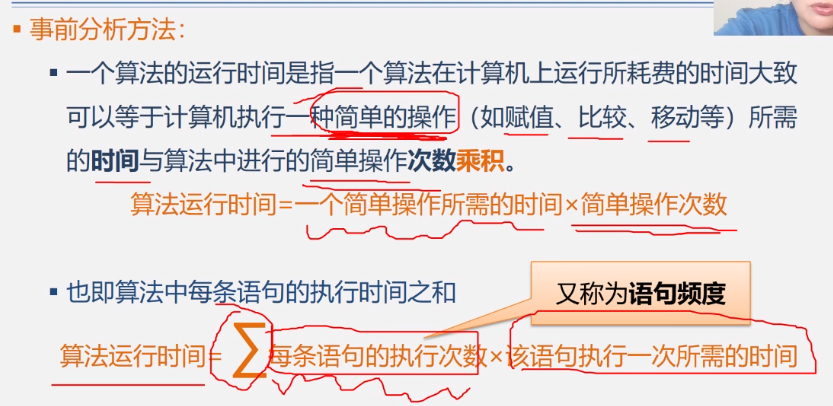 事前分析方法：
一个算法的运行时间是指一个算法在计算机上运行所耗费的时间大致
可以等于计算机执行一种简单的操作（如赋值、比较、移动等）所需
的时间与算法中进行的简单操作次数乘积。
算法运行时间=一个简单操作所需的时间×简单操作次数
也即算法中每条语句的执行时间之和
又称为语句频度
算法运行时间=∑每条语句的执行次数×该语句执行一次所需的时间